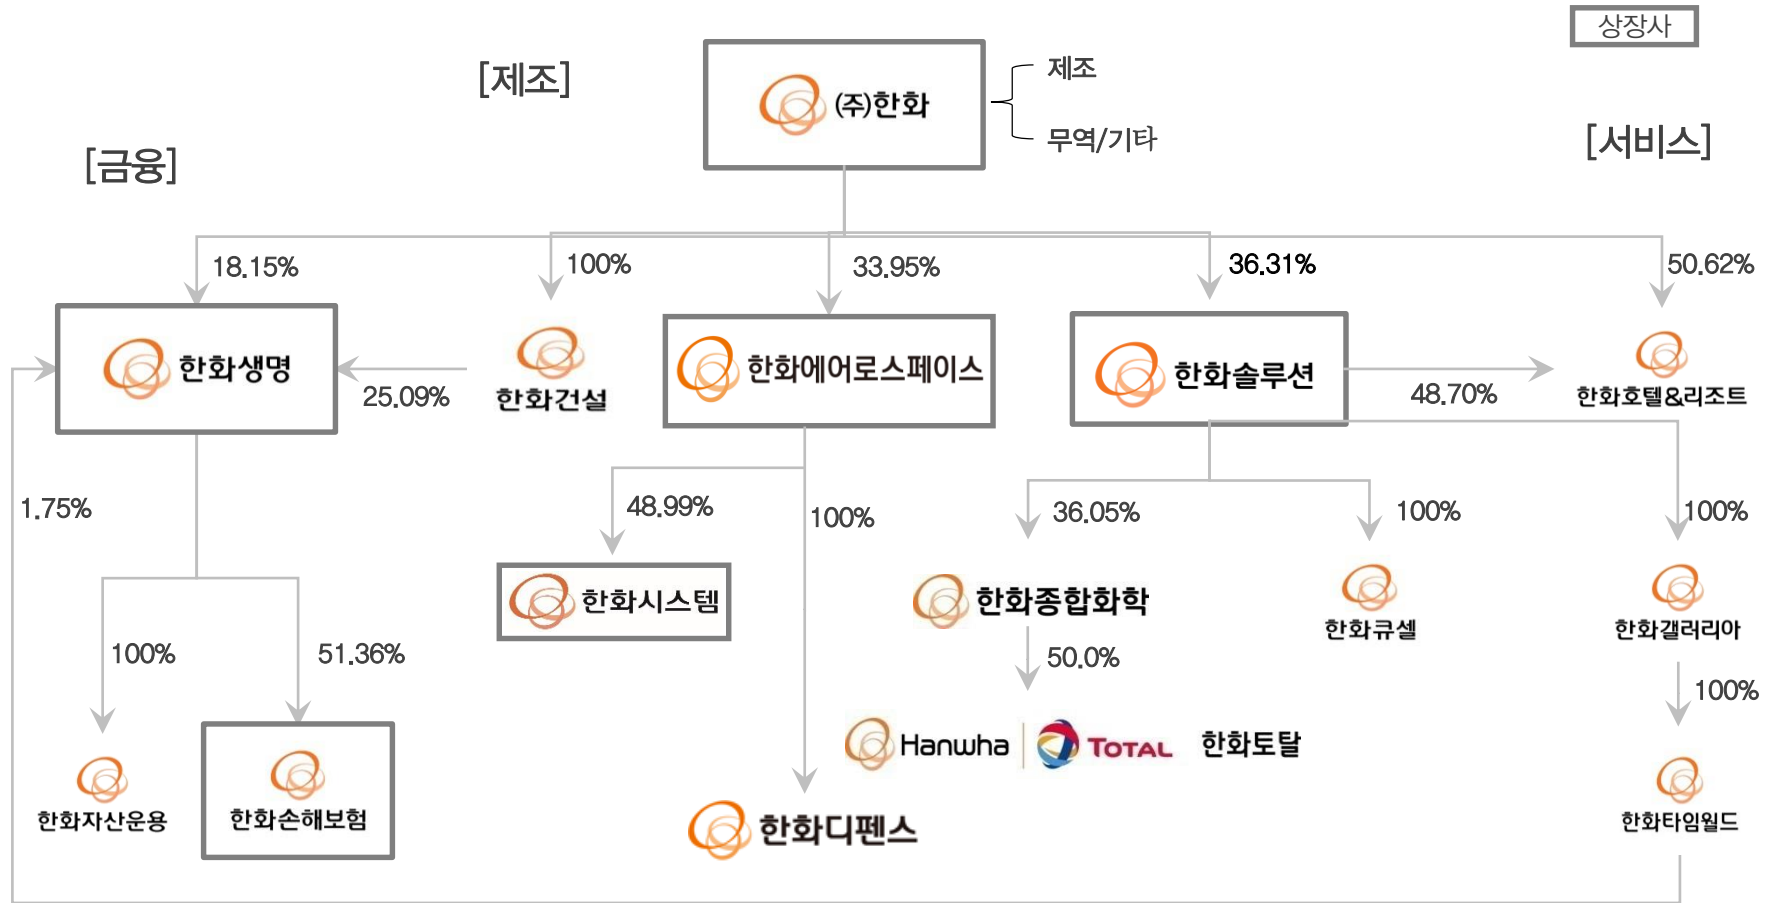 상장사
[제조]
㈜한화
제조
무역/기타
[금융]
[서비스]
18.15%
100%
33.95%
36.31%
50.62%
한화생명
25.09%
한화건설
한화에어로스페이스
한화솔루션
48.70%
한화호텔&리조트
1.75%
48.99%
100%
36.05%
100%
100%
한화시스템
한화종합화학
한화큐셀
한화갤러리아
100%
51.36%
50.0%
100%
Hanwha
TOTAL
한화토탈
한화자산운용
한화손해보험
한화디펜스
한화타임월드